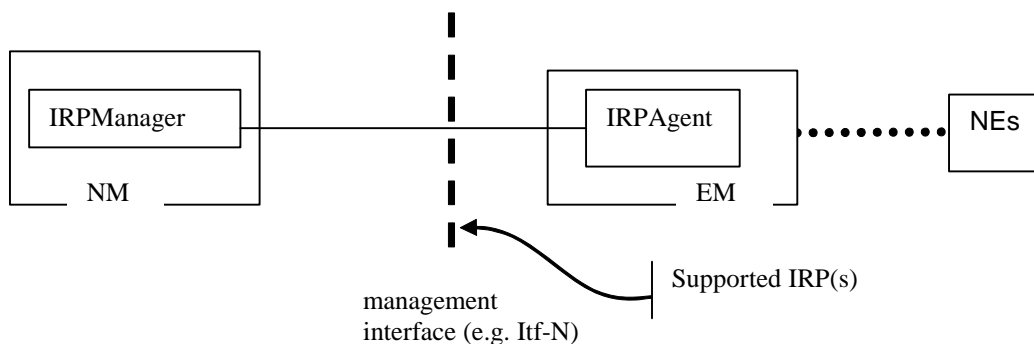 IRPManager
IRPAgent
NEs
NM
EM
Supported IRP(s)
management
interface (e.g. Itf-N)